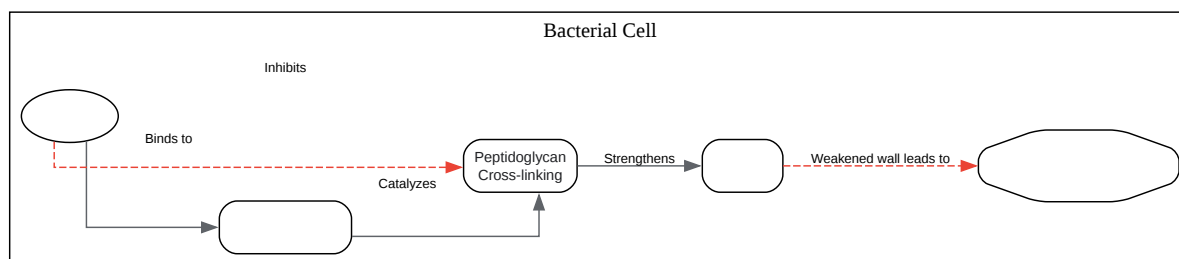 Bacterial Cell
Inhibits
Binds to
Peptidoglycan
Cross-linking
Strengthens
Weakened wall leads to
Catalyzes